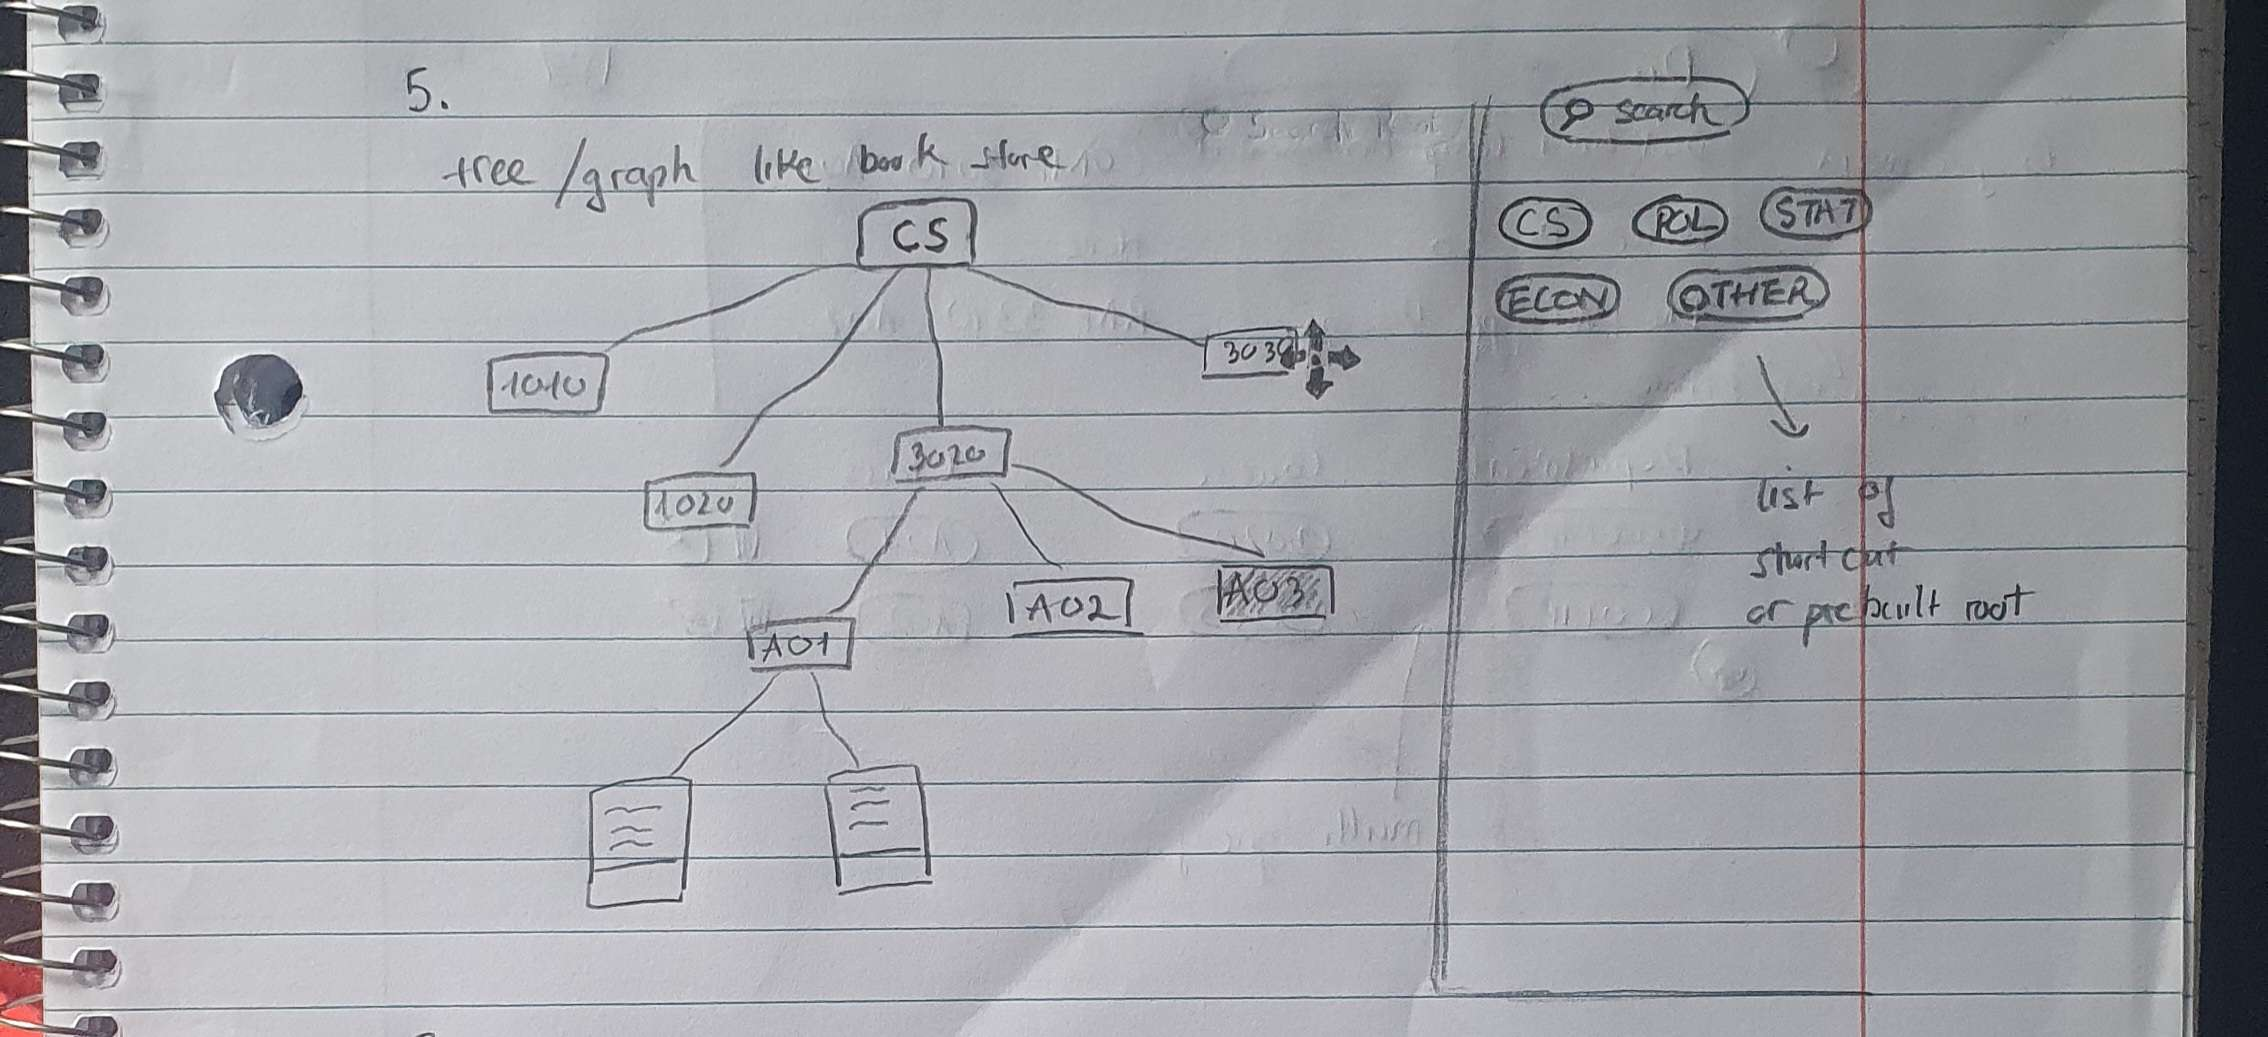 5.
tree/graph like book store
CS
1010
3030
3020
1020
A01
A02
A03
search
CS POL STAT
ECON OTHER
list of
short cut
or prebuilt root